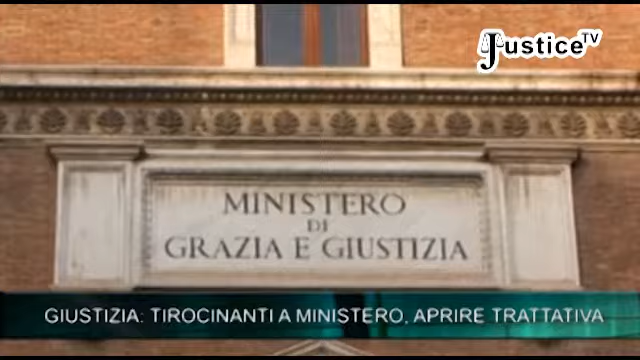 Justice TV
MINISTERO
DI
GRAZIA E GIUSTIZIA
GIUSTIZIA: TIROCINANTI A MINISTERO, APRIRE TRATTATIVA